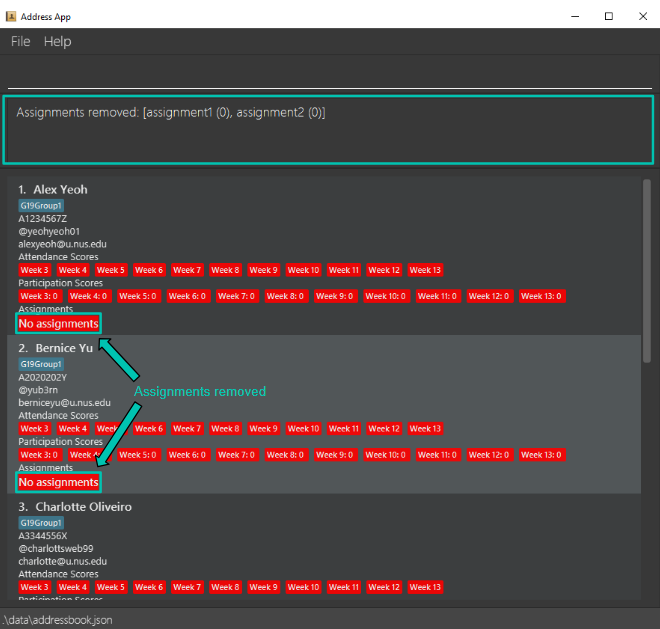 Address App
File Help
Assignments removed: [assignment1 (0), assignment2 (0)]
1. Alex Yeoh
G19Group1
A1234567Z
@yeohyeoh01
alexyeoh@u.nus.edu
Attendance Scores
Week 3 Week 4 Week 5 Week 6 Week 7 Week 8 Week 9 Week 10 Week 11 Week 12 Week 13
Participation Scores
Week 3: 0 Week 4: 0 Week 5: 0 Week 6: 0 Week 7: 0 Week 8: 0 Week 9: 0 Week 10: 0 Week 11: 0 Week 12: 0 Week 13: 0
Assignments
No assignments
2. Bernice Yu
G19Group1
A2020202Y
@yub3rn
berniceyu@u.nus.edu
Assignments removed
Attendance Scores
Week 3 Week 4 Week Week 6 Week 7 Week 8 Week 9 Week 10 Week 11 Week 12 Week 13
Participation Scores
Week 3: 0 Week 4: Week 5: 0 Week 6: 0 Week 7: 0 Week 8: 0 Week 9: 0 Week 10: 0 Week 11: 0 Week 12: 0 Week 13: 0
Assignments
No assignments
3. Charlotte Oliveiro
G19Group1
A3344556X
@charlottsweb99
charlotte@u.nus.edu
Attendance Scores
Week 3 Week 4 Week 5 Week 6 Week 7 Week 8 Week 9 Week 10 Week 11 Week 12 Week 13
Participation Scores
.\data\addressbook.json